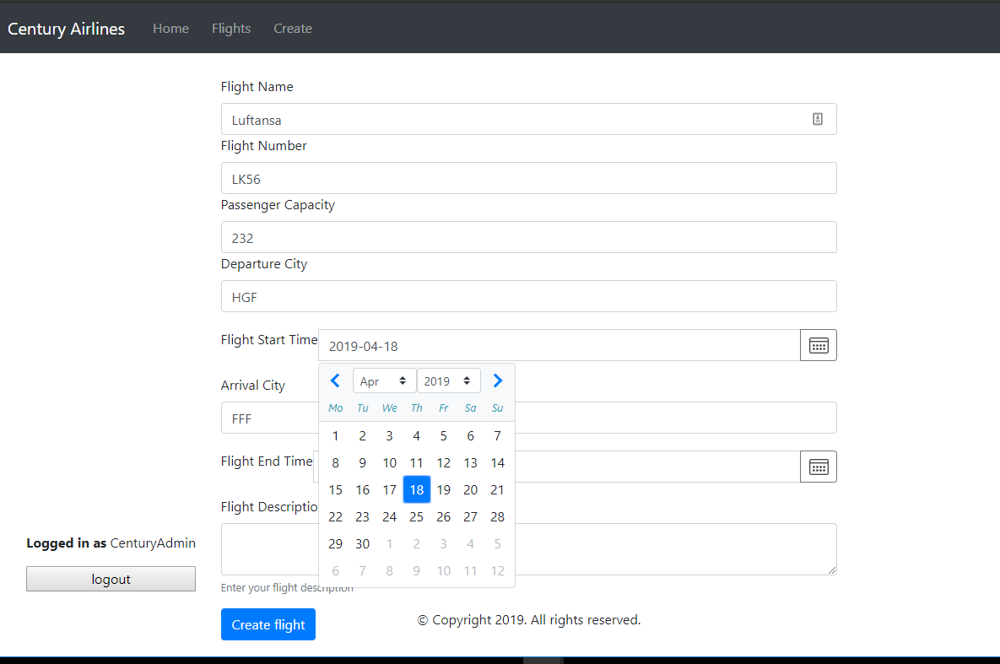 Century Airlines Home Flights Create
Flight Name
Luftansa
Flight Number
LK56
Passenger Capacity
232
Departure City
HGF
Flight Start Time 2019-04-18
Apr 2019
Mo Tu We Th Fr Sa Su
1 2 3 4 5 6 7
8 9 10 11 12 13 14
15 16 17 18 19 20 21
22 23 24 25 26 27 28
29 30 1 2 3 4 5
6 7 8 9 10 11 12
Arrival City
FFF
Flight End Time
Flight Descriptio
Enter your flight description
Logged in as CenturyAdmin
logout
Create flight
© Copyright 2019. All rights reserved.